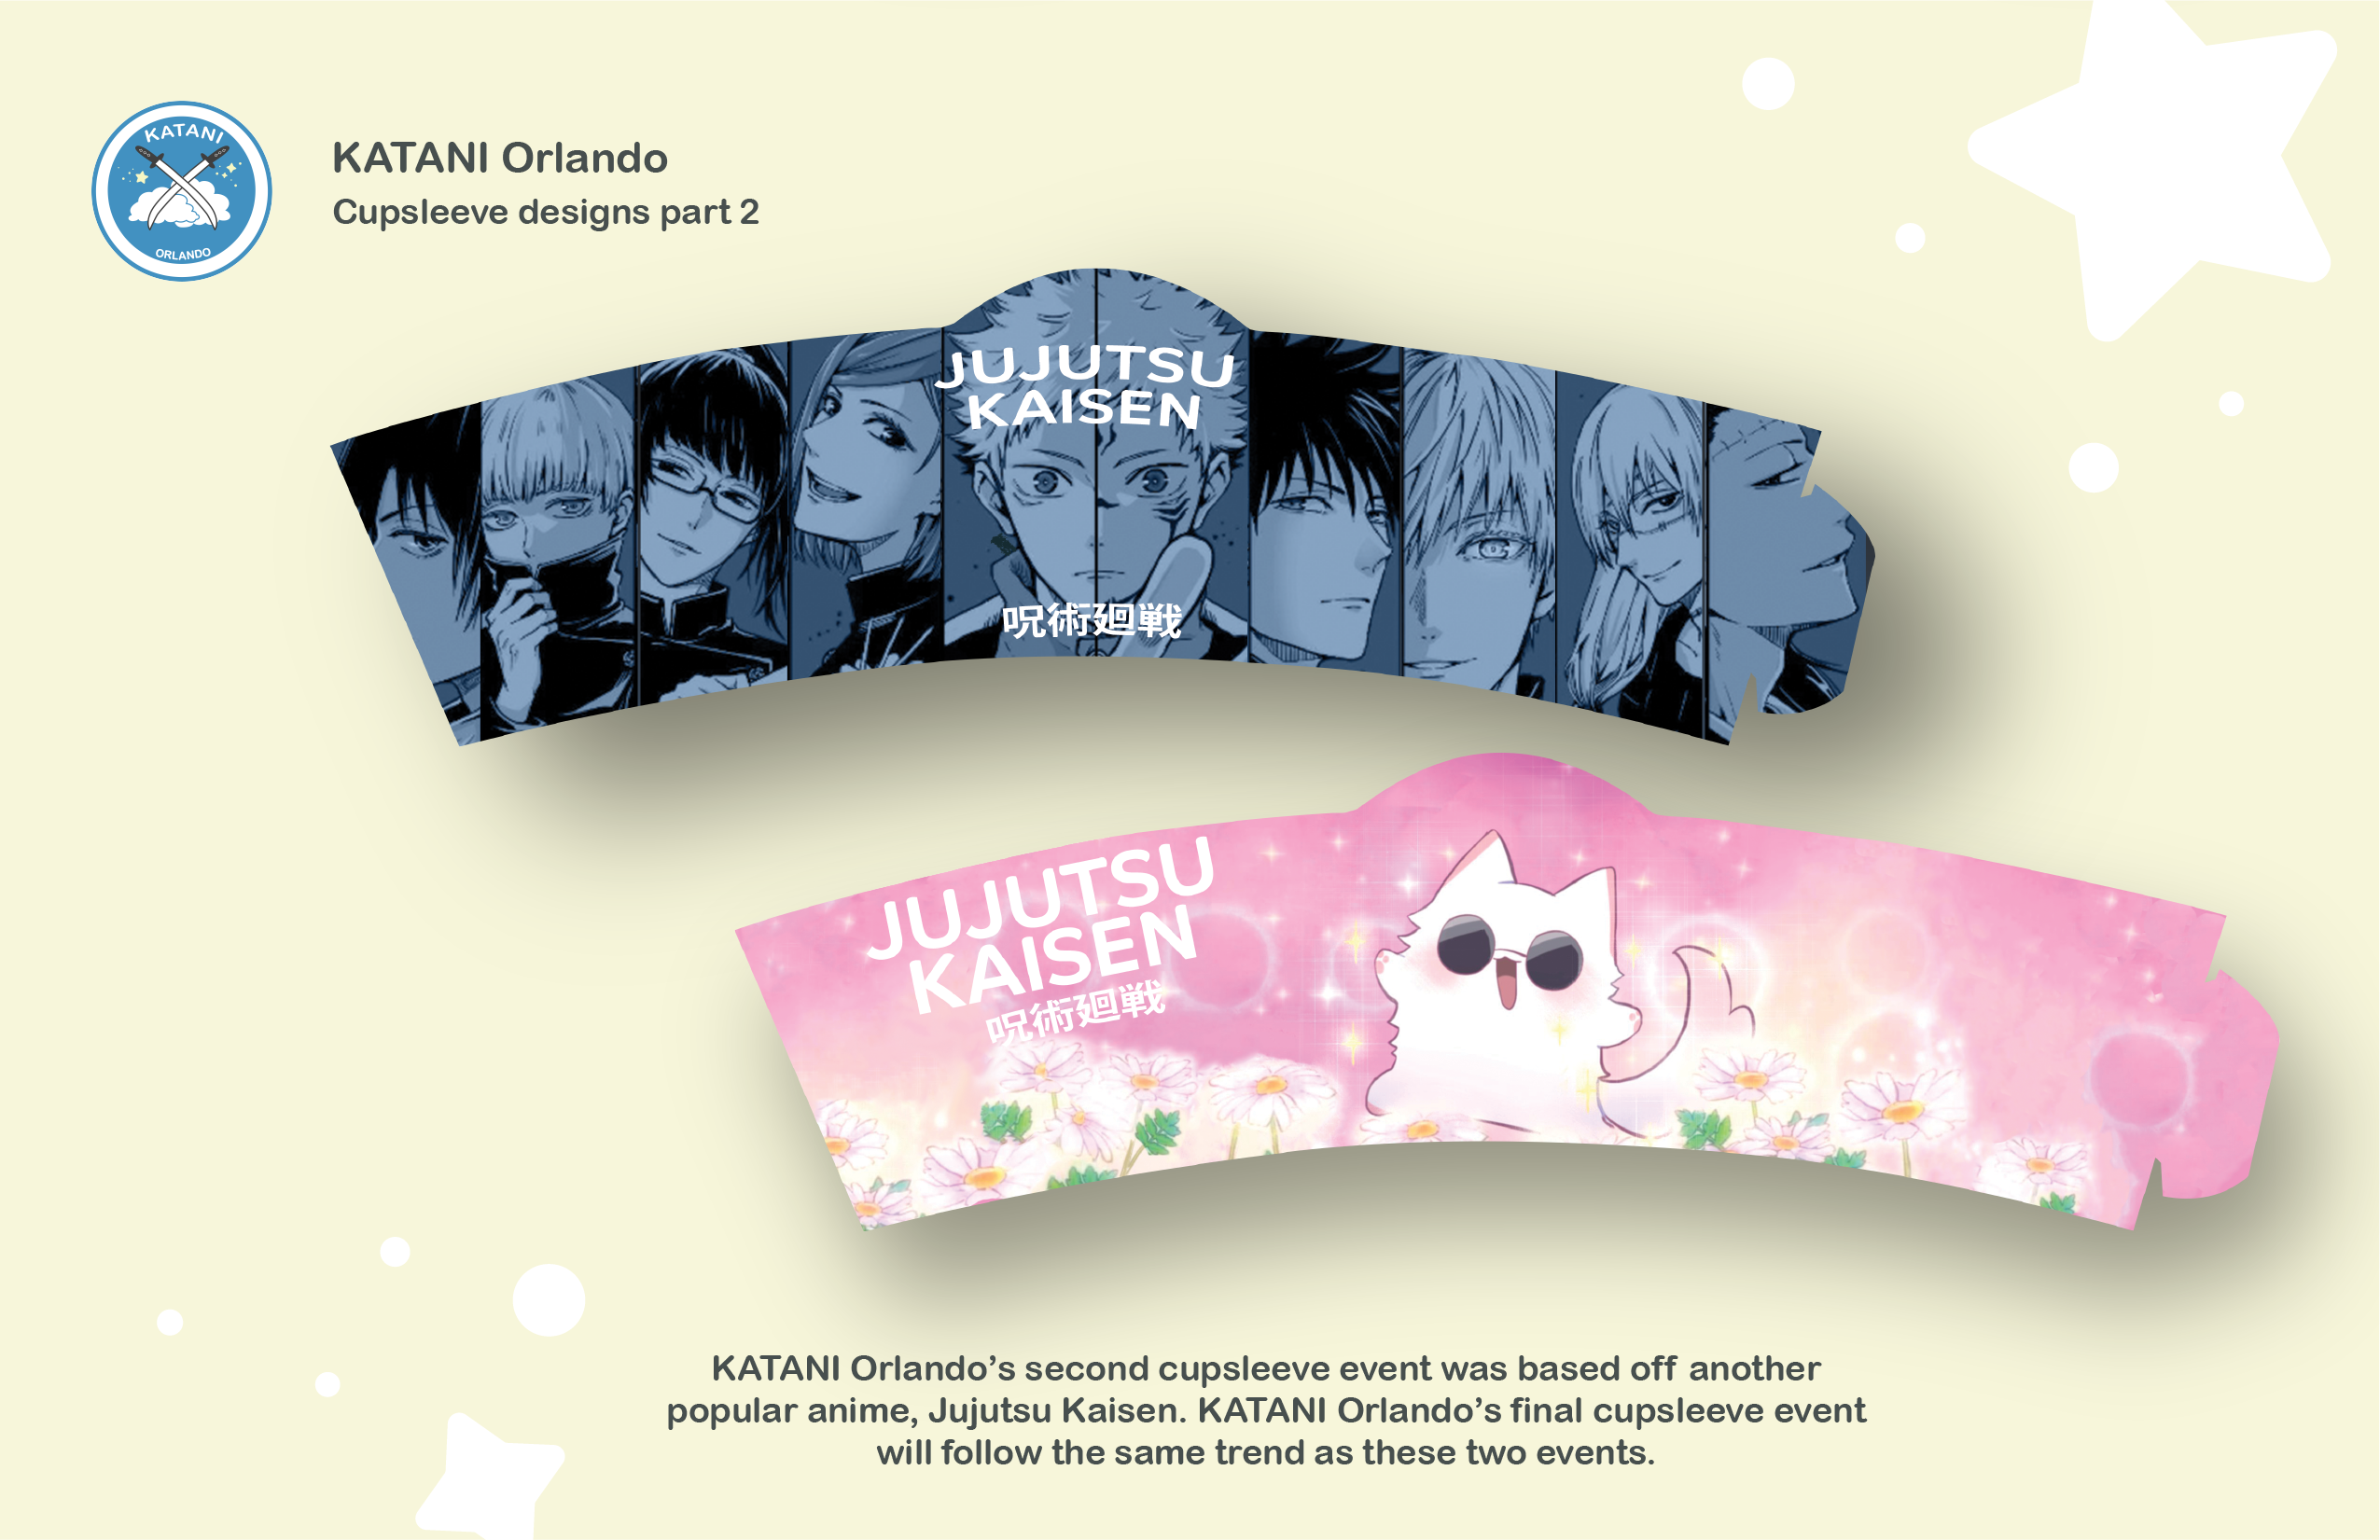 KATANI
ORLANDO
KATANI Orlando
Cupsleeve designs part 2
JUJUTSU
KAISEN
呪術廻戦
JUJUTSU
KAISEN
呪術廻戦
KATANI Orlando’s second cupsleeve event was based off another
popular anime, Jujutsu Kaisen. KATANI Orlando’s final cupsleeve event
will follow the same trend as these two events.